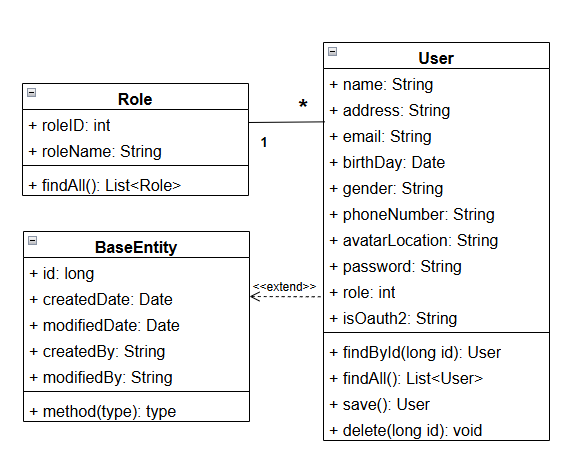 Role
+ roleID: int
+ roleName: String
+ findAll(): List<Role>
1
*
User
+ name: String
+ address: String
+ email: String
+ birthDay: Date
+ gender: String
+ phoneNumber: String
+ avatarLocation: String
+ password: String
+ role: int
+ isOauth2: String
+ findById(long id): User
+ findAll(): List<User>
+ save(): User
+ delete(long id): void
BaseEntity
+ id: long
+ createdDate: Date
+ modifiedDate: Date
+ createdBy: String
+ modifiedBy: String
+ method(type): type
<<extend>>